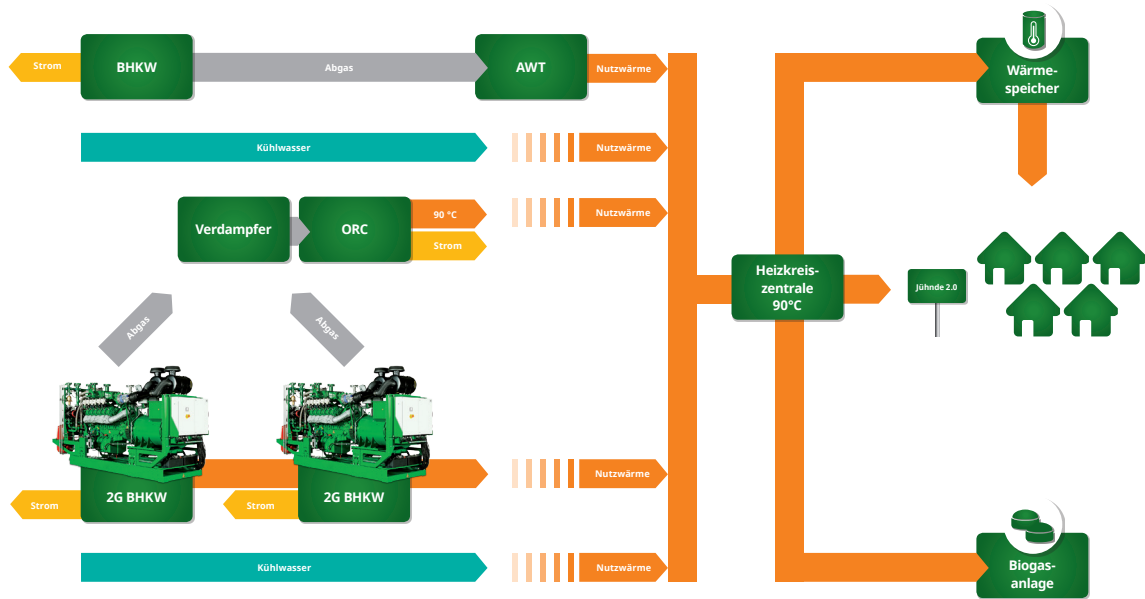 Strom
BHKW
Abgas
AWT
Nutzwärme
Wärme-
speicher
Kühlwasser
Nutzwärme
Verdampfer
ORC
90 °C
Strom
Nutzwärme
Heizkreis-
zentrale
90°C
Jühnde 2.0
Abgas
Abgas
Strom
2G BHKW
Strom
2G BHKW
Nutzwärme
Kühlwasser
Nutzwärme
Biogas-
anlage